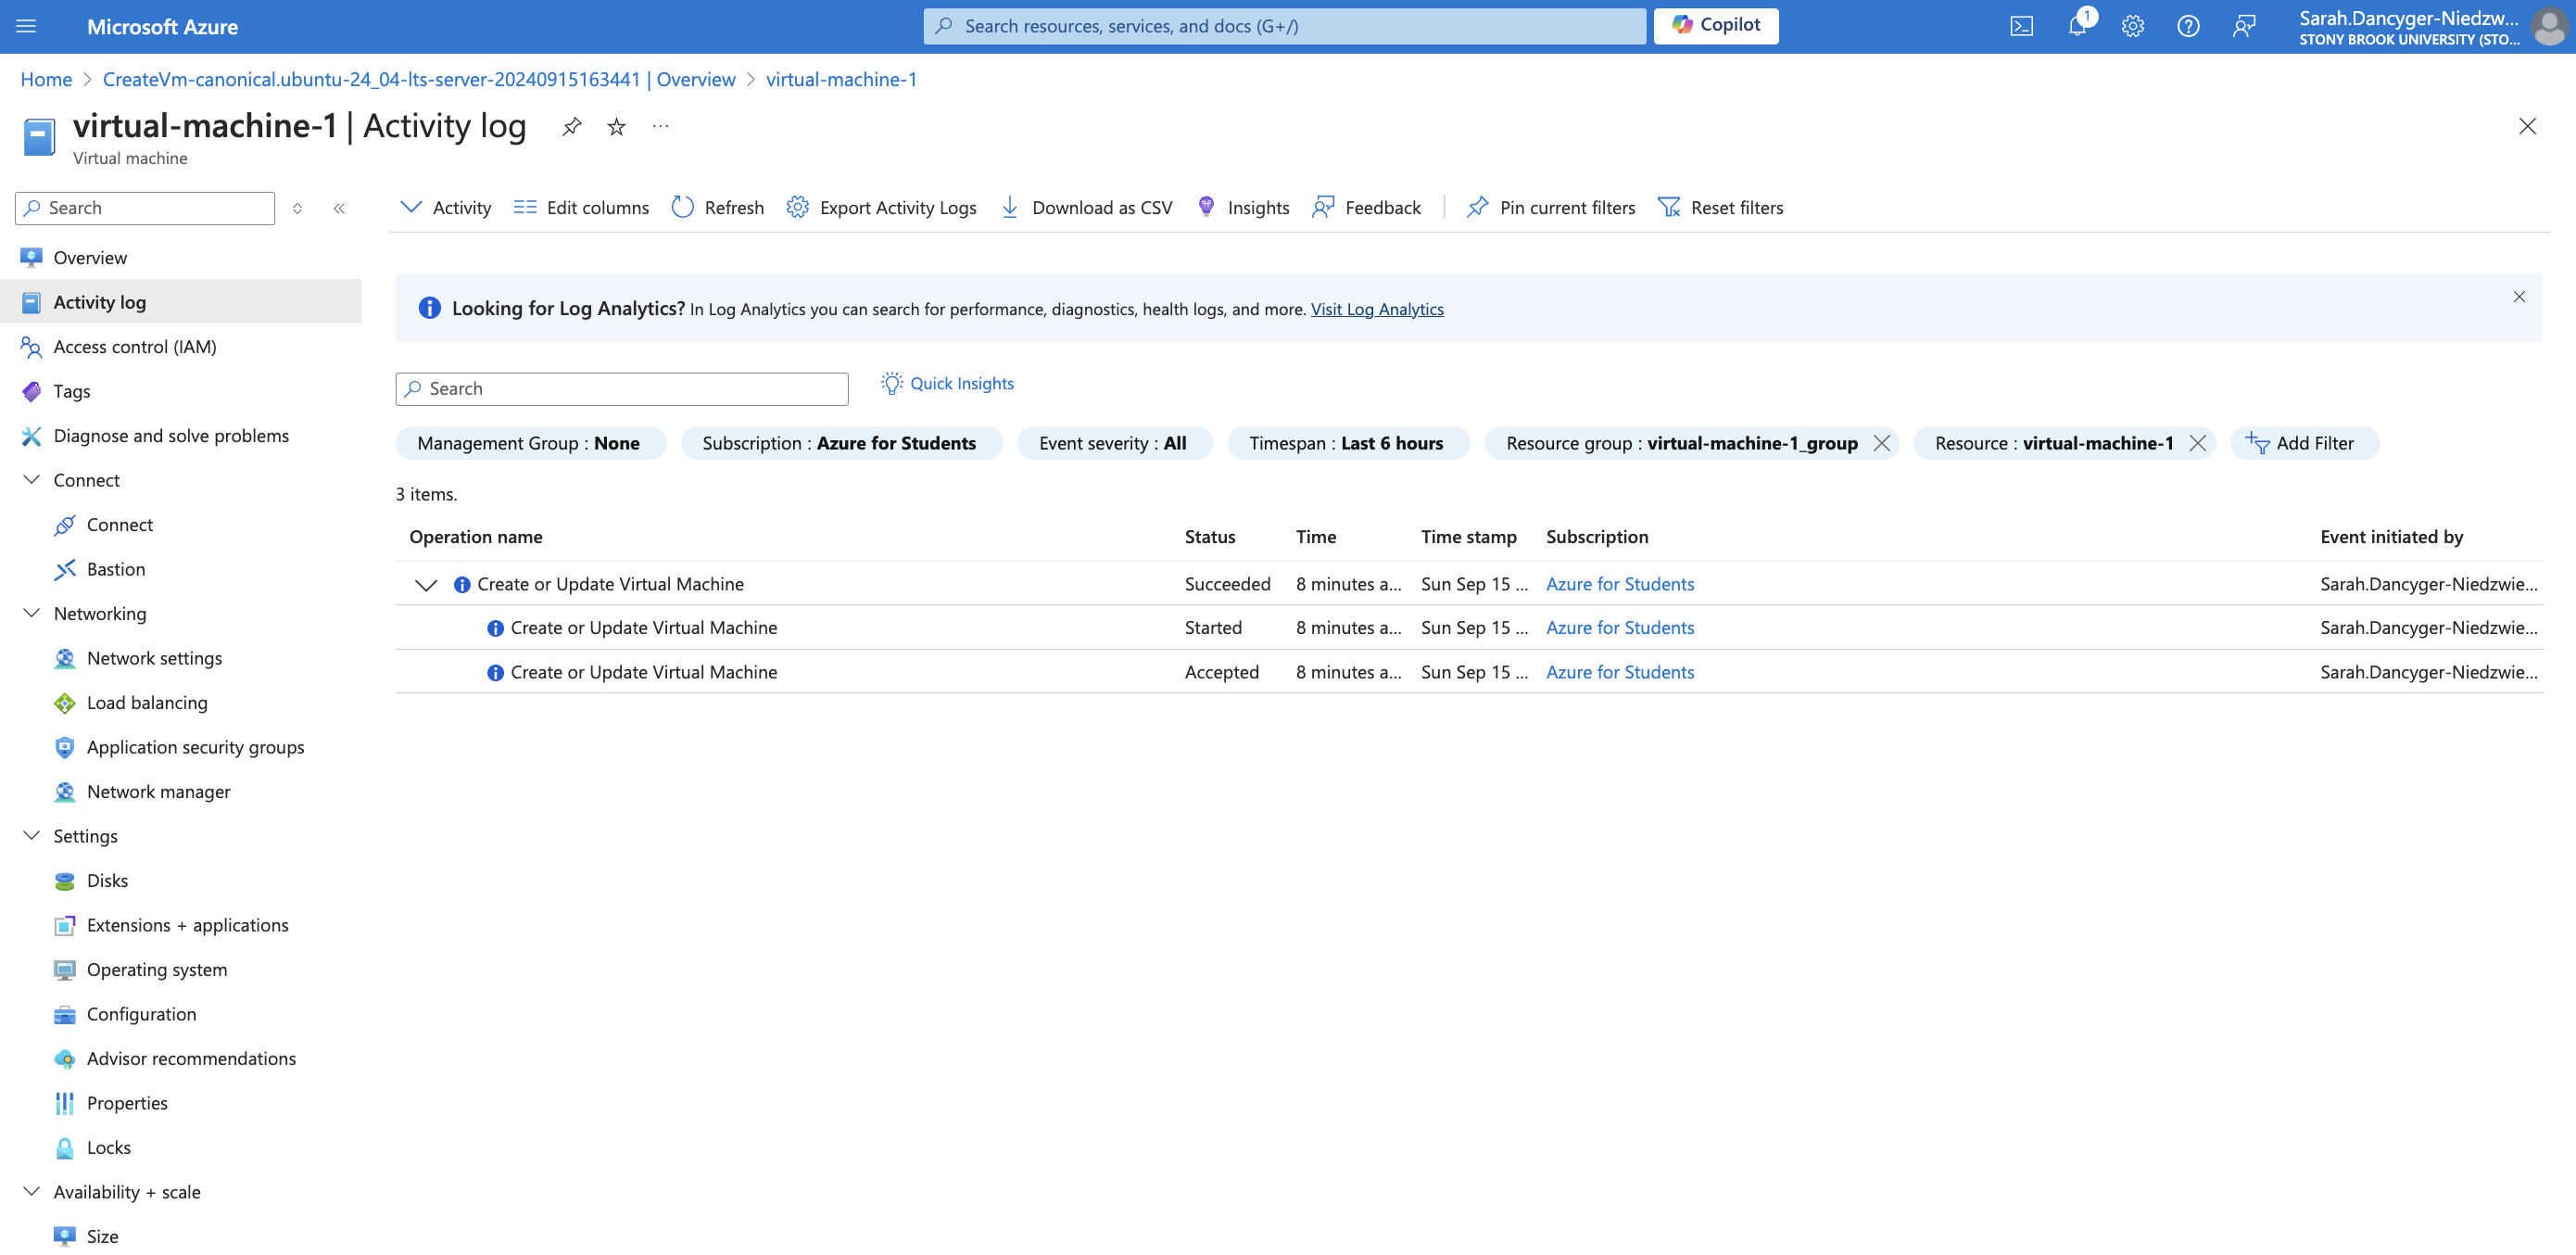 Microsoft Azure
Search resources, services, and docs (G+/)
Copilot
1
Sarah.Dancyger-Niedzw...
STONY BROOK UNIVERSITY (STO...
Home > CreateVm-canonical.ubuntu-24_04-lts-server-20240915163441 | Overview > virtual-machine-1
virtual-machine-1 | Activity log
Virtual machine
Search
Activity Edit columns Refresh Export Activity Logs Download as CSV Insights Feedback Pin current filters Reset filters
Overview
Activity log
Access control (IAM)
Tags
Diagnose and solve problems
Connect
Connect
Bastion
Networking
Network settings
Load balancing
Application security groups
Network manager
Settings
Disks
Extensions + applications
Operating system
Configuration
Advisor recommendations
Properties
Locks
Availability + scale
Size
Looking for Log Analytics? In Log Analytics you can search for performance, diagnostics, health logs, and more. Visit Log Analytics
Search
Quick Insights
Management Group : None Subscription : Azure for Students Event severity : All Timespan : Last 6 hours Resource group : virtual-machine-1_group Resource : virtual-machine-1 Add Filter
3 items.
Operation name Status Time Time stamp Subscription Event initiated by
Create or Update Virtual Machine Succeeded 8 minutes a... Sun Sep 15 ... Azure for Students Sarah.Dancyger-Niedzwie...
Create or Update Virtual Machine Started 8 minutes a... Sun Sep 15 ... Azure for Students Sarah.Dancyger-Niedzwie...
Create or Update Virtual Machine Accepted 8 minutes a... Sun Sep 15 ... Azure for Students Sarah.Dancyger-Niedzwie...